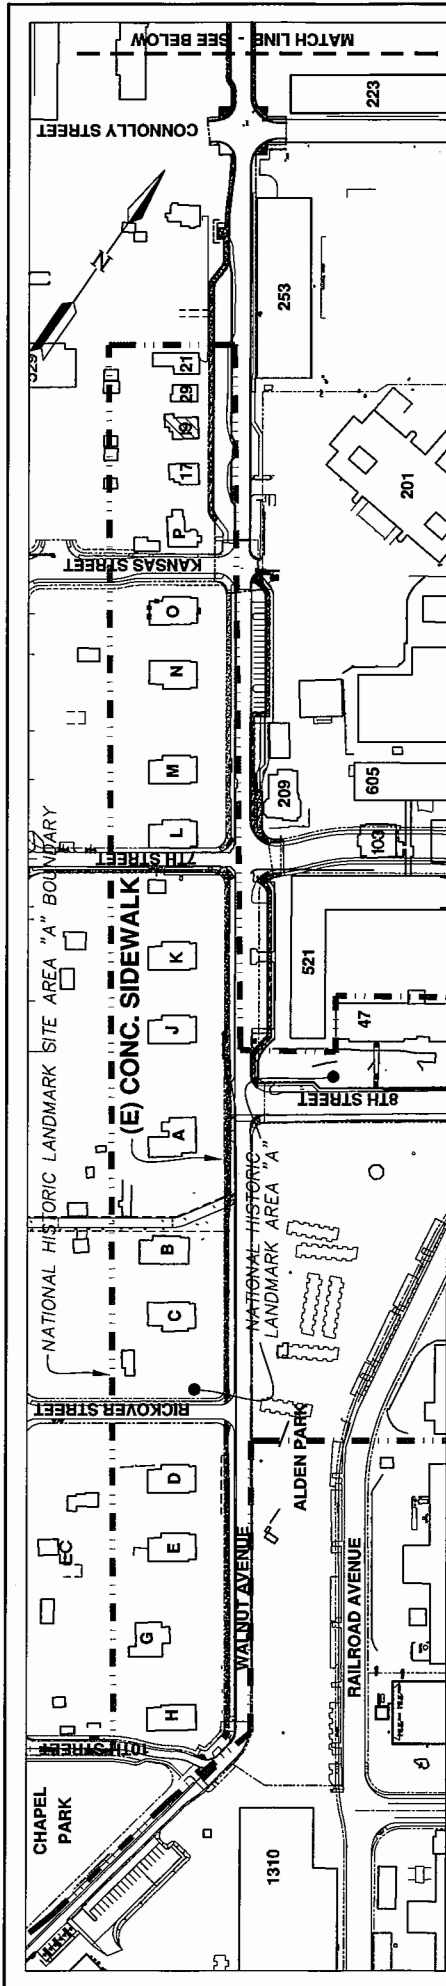 MATCH LINE - SEE BELOW
CONNOLLY STREET
223
N
253
529
21
29
19
17
P
201
KANSAS STREET
O
N
M
L
209
605
103
7TH STREET
NATIONAL HISTORIC LANDMARK SITE AREA "A" BOUNDARY
(E) CONC. SIDEWALK
K
J
A
521
47
8TH STREET
B
C
NATIONAL HISTORIC
LANDMARK AREA "A"
RICKOVER STREET
ALDEN PARK
D
E
G
H
EC
WALNUT AVENUE
RAILROAD AVENUE
10TH STREET
CHAPEL
PARK
1310